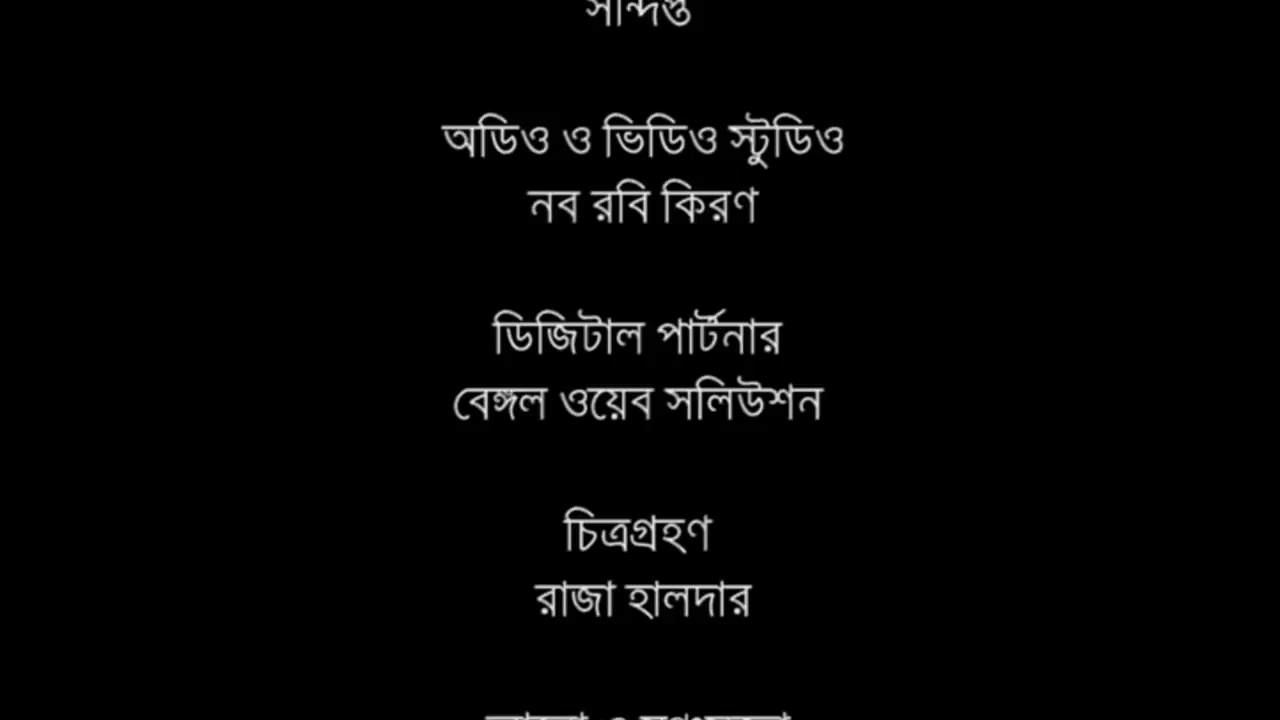 অডিও ও ভিডিও স্টুডিও
নব রবি কিরণ
ডিজিটাল পার্টনার
বেঙ্গল ওয়েব সলিউশন
চিত্রগ্রহণ
রাজা হালদার